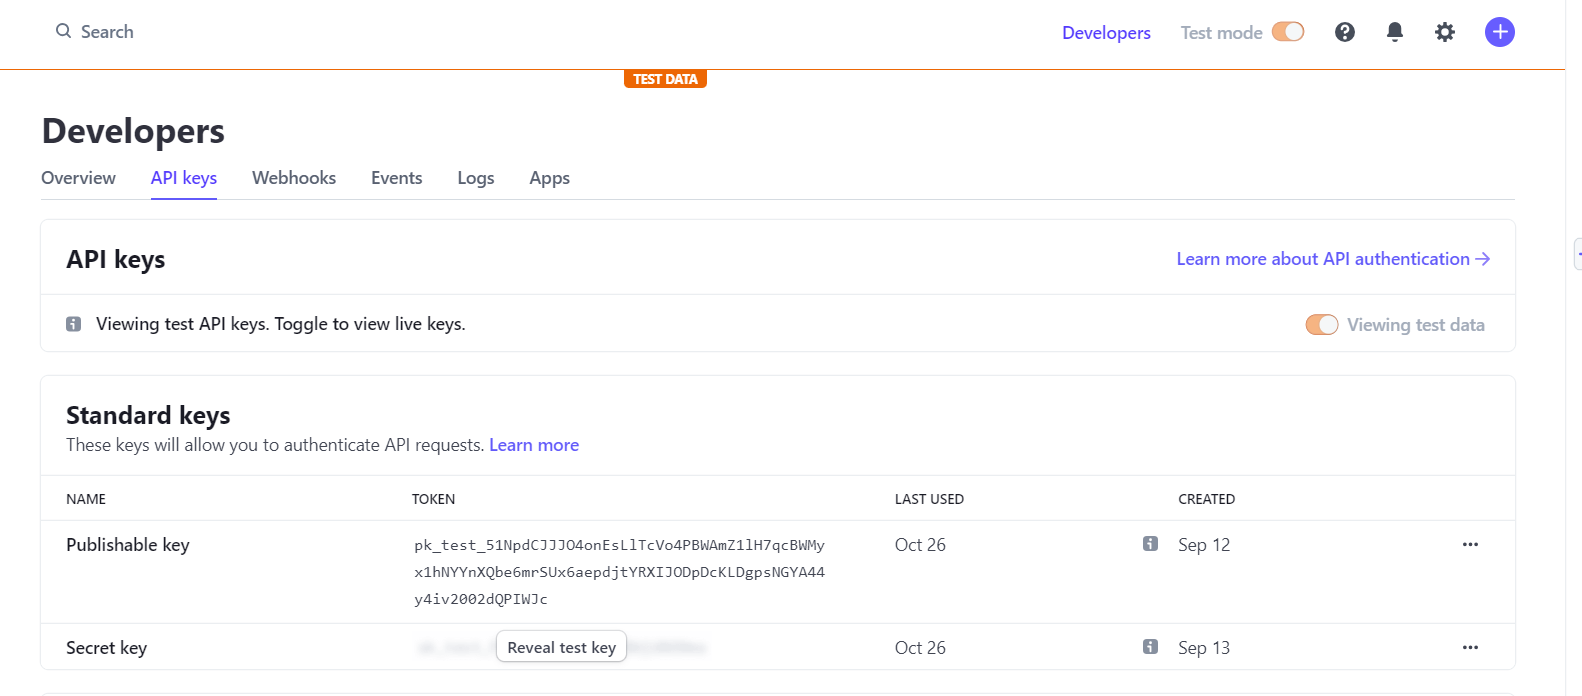 Search
Developers
Test mode
TEST DATA
Developers
Overview API keys Webhooks Events Logs Apps
API keys
Learn more about API authentication →
Viewing test API keys. Toggle to view live keys.
Viewing test data
Standard keys
These keys will allow you to authenticate API requests. Learn more
NAME TOKEN LAST USED CREATED
Publishable key
pk_test_51NpdCJJJO4onEsLlTcVo4PBWAmZ1lH7qcBWMy
x1hNYYnXQbe6mrSUx6aepdjtYRXIJODpDcKLDgpsNGYA44
y4iv2002dQPIWJc
Oct 26
Sep 12
Secret key
Reveal test key
Oct 26
Sep 13